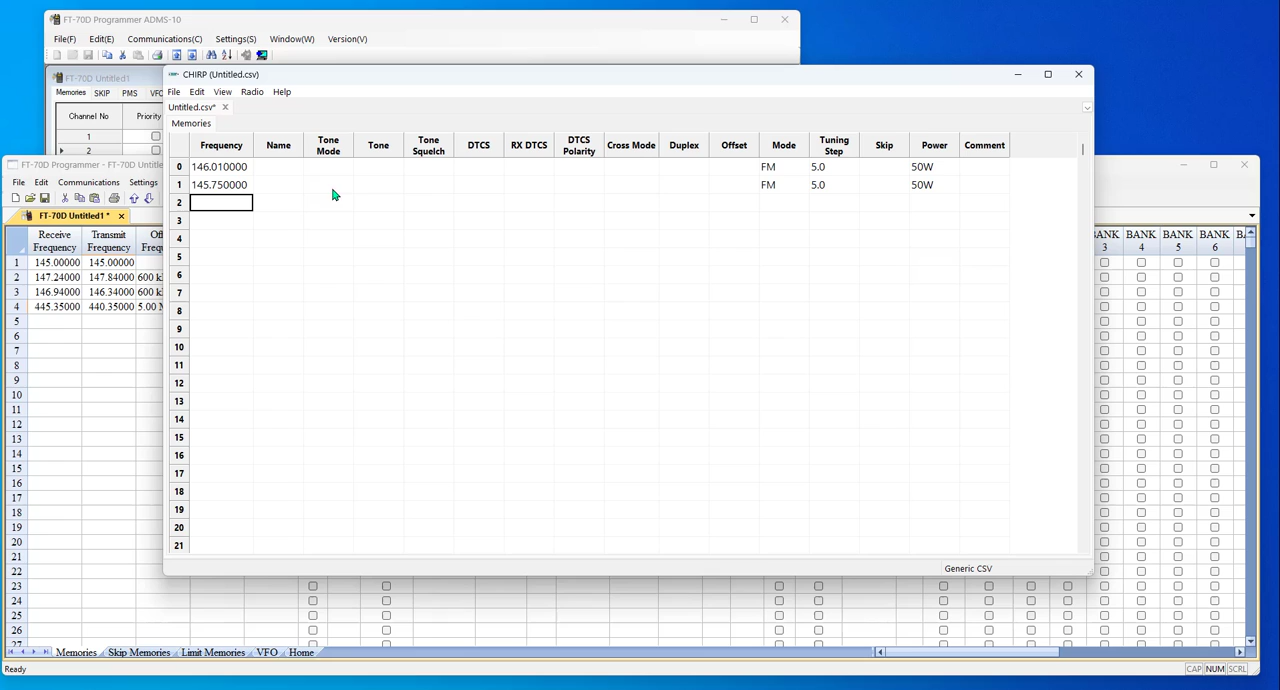 FT-70D Programmer ADMS-10
File(F) Edit(E) Communications(C) Settings(S) Window(W) Version(V)
FT-70D Untitled1
Memories SKIP PMS VFO
Channel No Priority
1
2
CHIRP (Untitled.csv)
File Edit View Radio Help
Untitled.csv*
Memories
Frequency Name Tone Mode Tone Tone Squelch DTCS RX DTCS DTCS Polarity Cross Mode Duplex Offset Mode Tuning Step Skip Power Comment
0 146.010000 FM 5.0 50W
1 145.750000 FM 5.0 50W
2
3
4
5
6
7
8
9
10
11
12
13
14
15
16
17
18
19
20
21
Generic CSV
FT-70D Programmer - FT-70D Untitled
File Edit Communications Settings
FT-70D Untitled1 *
Receive Frequency Transmit Frequency
BANK 3 BANK 4 BANK 5 BANK 6
1 145.00000 145.00000
2 147.24000 147.84000 600
3 146.94000 146.34000 600
4 445.35000 440.35000 5.00
5
6
7
8
9
10
11
12
13
14
15
16
17
18
19
20
21
22
23
24
25
26
27
Memories Skip Memories Limit Memories VFO Home
Ready
CAP NUM SCRL